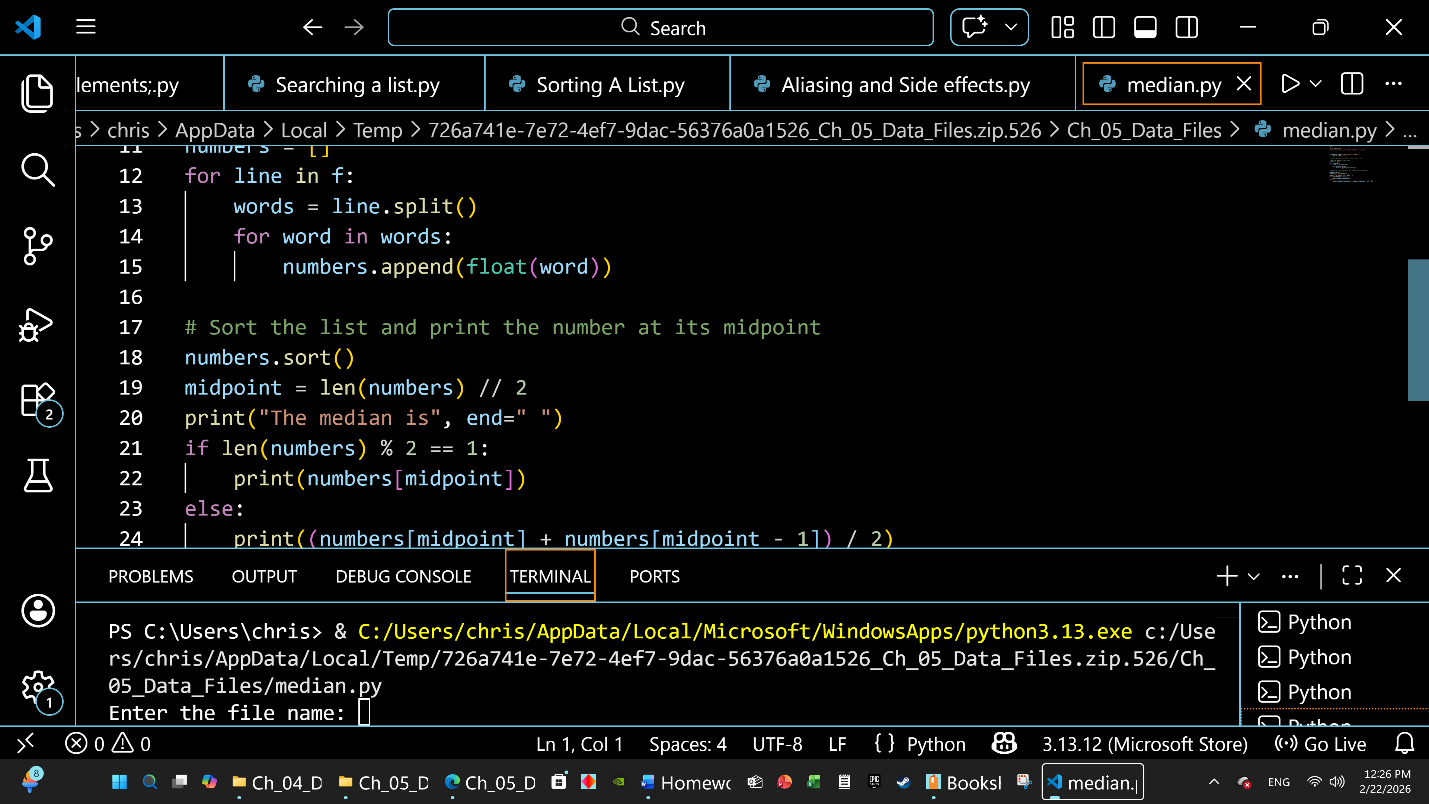 Search
lements;.py
Searching a list.py
Sorting A List.py
Aliasing and Side effects.py
median.py
s > chris > AppData > Local > Temp > 726a741e-7e72-4ef7-9dac-56376a0a1526_Ch_05_Data_Files.zip.526 > Ch_05_Data_Files > median.py > ...
11 numbers = []
12 for line in f:
13     words = line.split()
14     for word in words:
15         numbers.append(float(word))
16
17 # Sort the list and print the number at its midpoint
18 numbers.sort()
19 midpoint = len(numbers) // 2
20 print("The median is", end=" ")
21 if len(numbers) % 2 == 1:
22     print(numbers[midpoint])
23 else:
24     print((numbers[midpoint] + numbers[midpoint - 1]) / 2)
2
1
PROBLEMS OUTPUT DEBUG CONSOLE TERMINAL PORTS
PS C:\Users\chris> & C:/Users/chris/AppData/Local/Microsoft/WindowsApps/python3.13.exe c:/Use
rs/chris/AppData/Local/Temp/726a741e-7e72-4ef7-9dac-56376a0a1526_Ch_05_Data_Files.zip.526/Ch_
05_Data_Files/median.py
Enter the file name:
Python
Python
Python
Python
0 0 Ln 1, Col 1 Spaces: 4 UTF-8 LF {} Python 3.13.12 (Microsoft Store) Go Live
8 Ch_04_D Ch_05_D Ch_05_D Homewo Booksl median. ENG
12:26 PM
2/22/2026